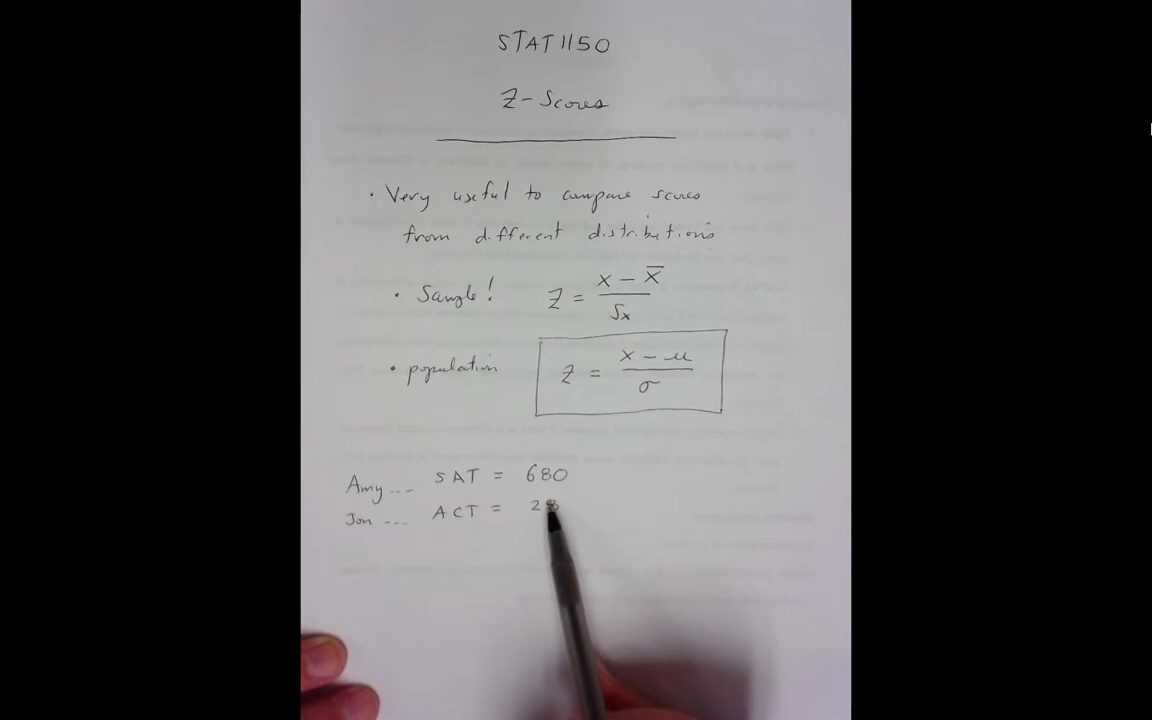 STAT 1150
Z-Scores
• Very useful to compare scores
from different distributions
• Sample! Z = (x - x̄) / Sx
• population Z = (x - μ) / σ
Amy --- SAT = 680
Jon --- ACT =